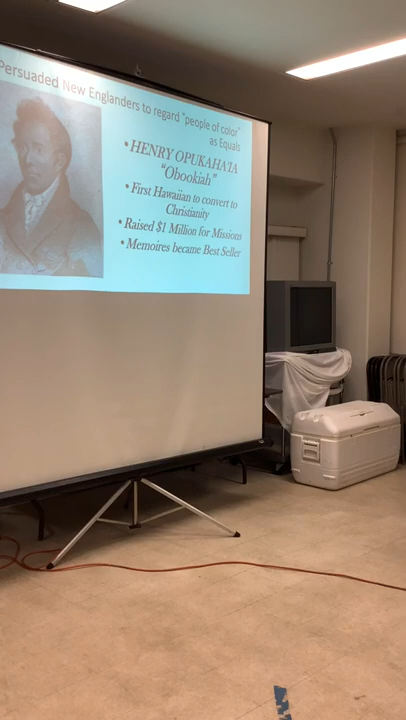 Persuaded New Englanders to regard "people of color"
as Equals
• HENRY OPUKAHA'IA
"Obookiah"
• First Hawaiian to convert to
Christianity
• Raised $1 Million for Missions
• Memoires became Best Seller